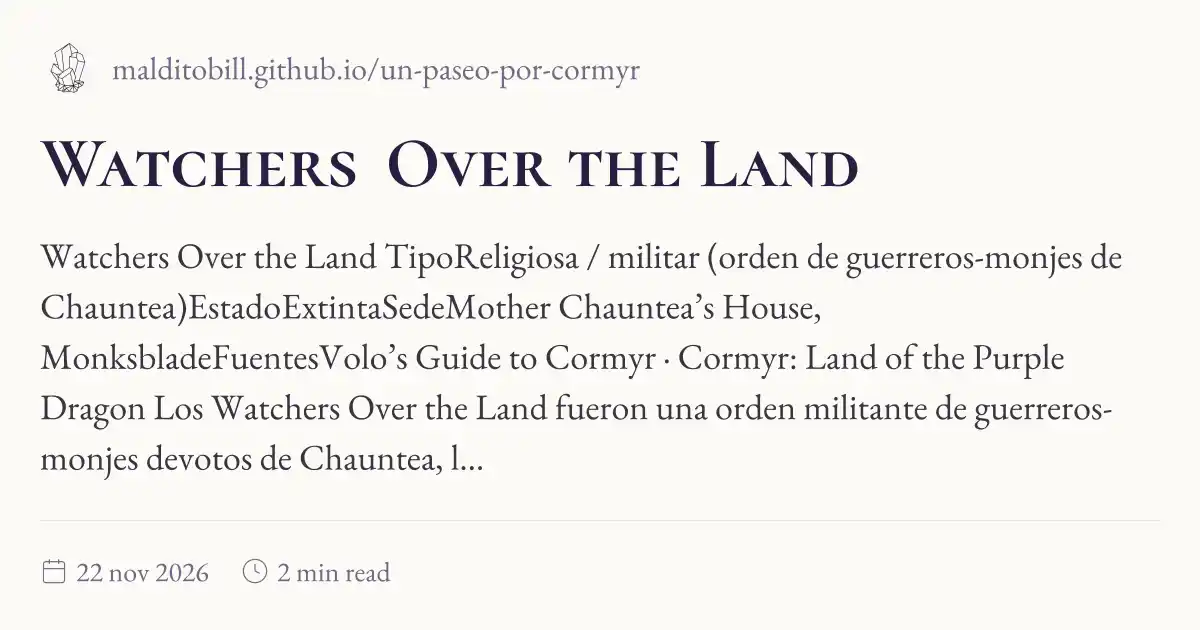 malditobill.github.io/un-paseo-por-cormyr
Watchers Over the Land
Watchers Over the Land TipoReligiosa / militar (orden de guerreros-monjes de
Chauntea)EstadoExtintaSedeMother Chauntea’s House,
MonksbladeFuentesVolo’s Guide to Cormyr · Cormyr: Land of the Purple
Dragon Los Watchers Over the Land fueron una orden militante de guerreros-
monjes devotos de Chauntea, l...
22 nov 2026 2 min read